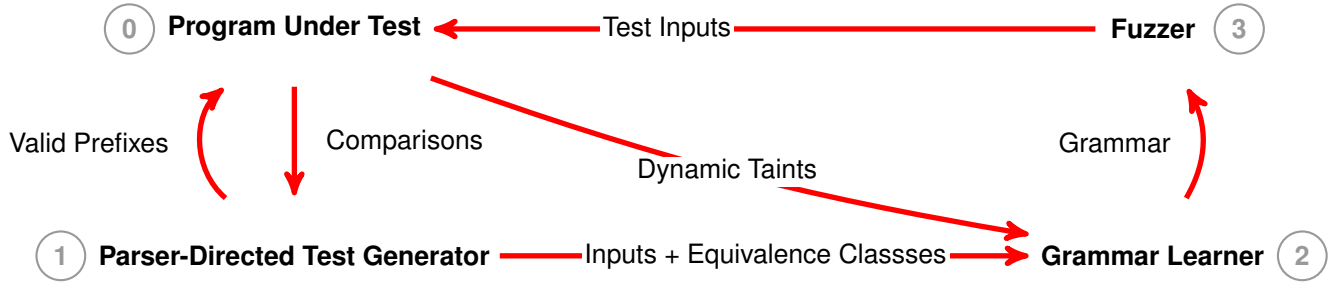 0 Program Under Test Test Inputs Fuzzer 3
Valid Prefixes Comparisons Grammar
Dynamic Taints
1 Parser-Directed Test Generator Inputs + Equivalence Classses Grammar Learner 2